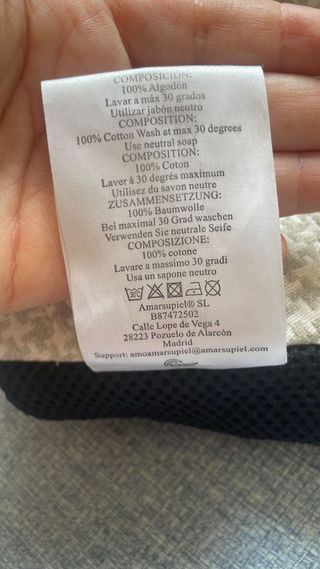 COMPOSICIÓN:
100% Algodón
Lavar a máx 30 grados
Utilizar jabón neutro
COMPOSITION:
100% Cotton Wash at max 30 degrees
Use neutral soap
COMPOSITION:
100% Coton
Laver à 30 degrés maximum
Utilisez du savon neutre
ZUSAMMENSETZUNG:
100% Baumwolle
Bei maximal 30 Grad waschen
Verwenden Sie neutrale Seife
COMPOSIZIONE:
100% cotone
Lavare a massimo 30 gradi
Usa un sapone neutro
Amarsupiel® SL
B87472502
Calle Lope de Vega 4
28223 Pozuelo de Alarcón
Madrid
Support: amoamarsupiel@amarsupiel.com